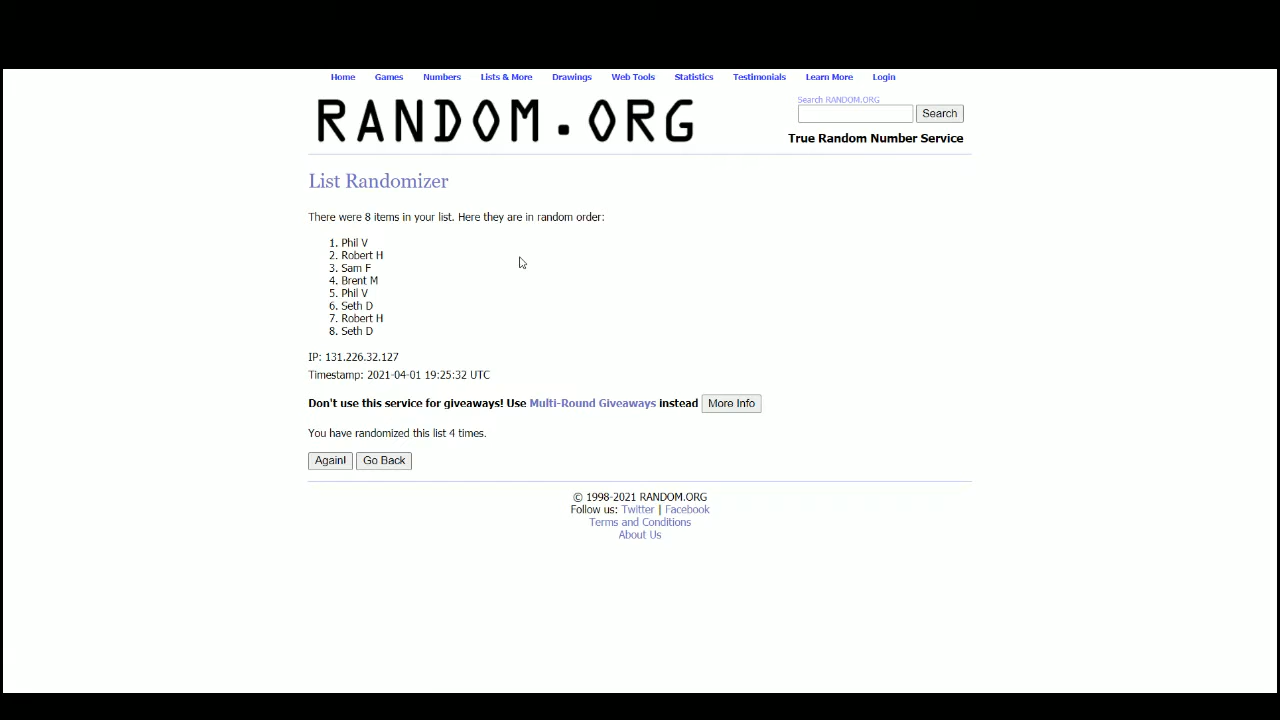 Home Games Numbers Lists & More Drawings Web Tools Statistics Testimonials Learn More Login
RANDOM.ORG
Search RANDOM.ORG
Search
True Random Number Service
List Randomizer
There were 8 items in your list. Here they are in random order:
1. Phil V
2. Robert H
3. Sam F
4. Brent M
5. Phil V
6. Seth D
7. Robert H
8. Seth D
IP: 131.226.32.127
Timestamp: 2021-04-01 19:25:32 UTC
Don't use this service for giveaways! Use Multi-Round Giveaways instead More Info
You have randomized this list 4 times.
Again! Go Back
© 1998-2021 RANDOM.ORG
Follow us: Twitter | Facebook
Terms and Conditions
About Us